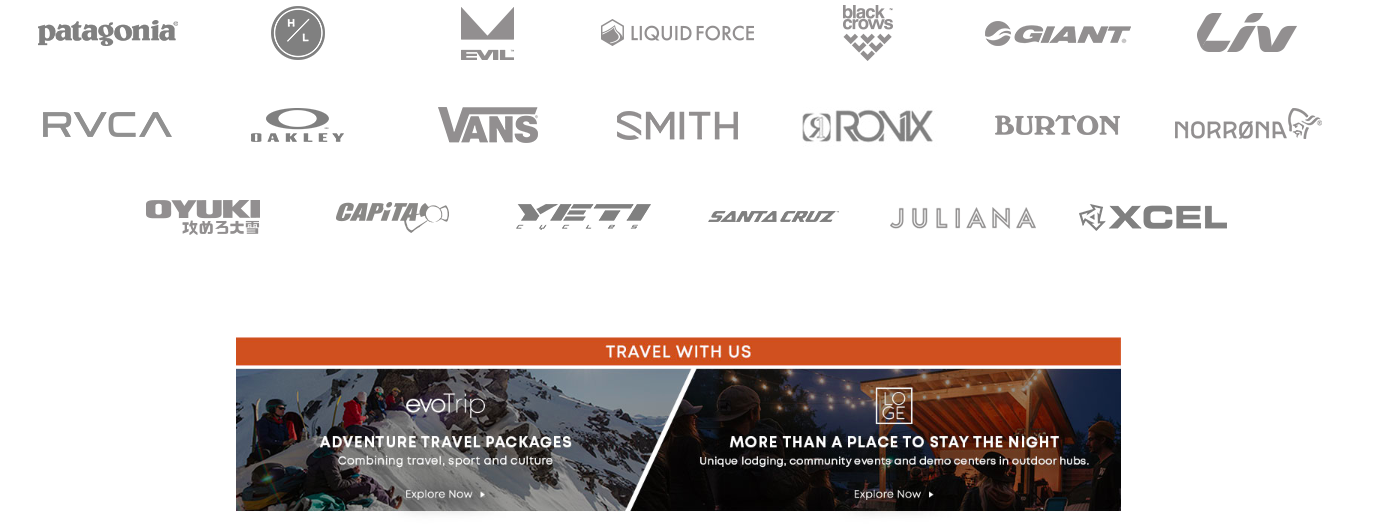 patagonia®
H/L
EVIL
LIQUID FORCE
black crows™
GIANT®
Liv
RVCA
OAKLEY
VANS
SMITH
R RONIX
BURTON
NORRØNA®
OYUKI
攻めろ大雪
CAPiTA
YETI
CYCLES
SANTA CRUZ
JULIANA
XCEL
TRAVEL WITH US
evoTrip
ADVENTURE TRAVEL PACKAGES
Combining travel, sport and culture
Explore Now
LO
GE
MORE THAN A PLACE TO STAY THE NIGHT
Unique lodging, community events and demo centers in outdoor hubs.
Explore Now